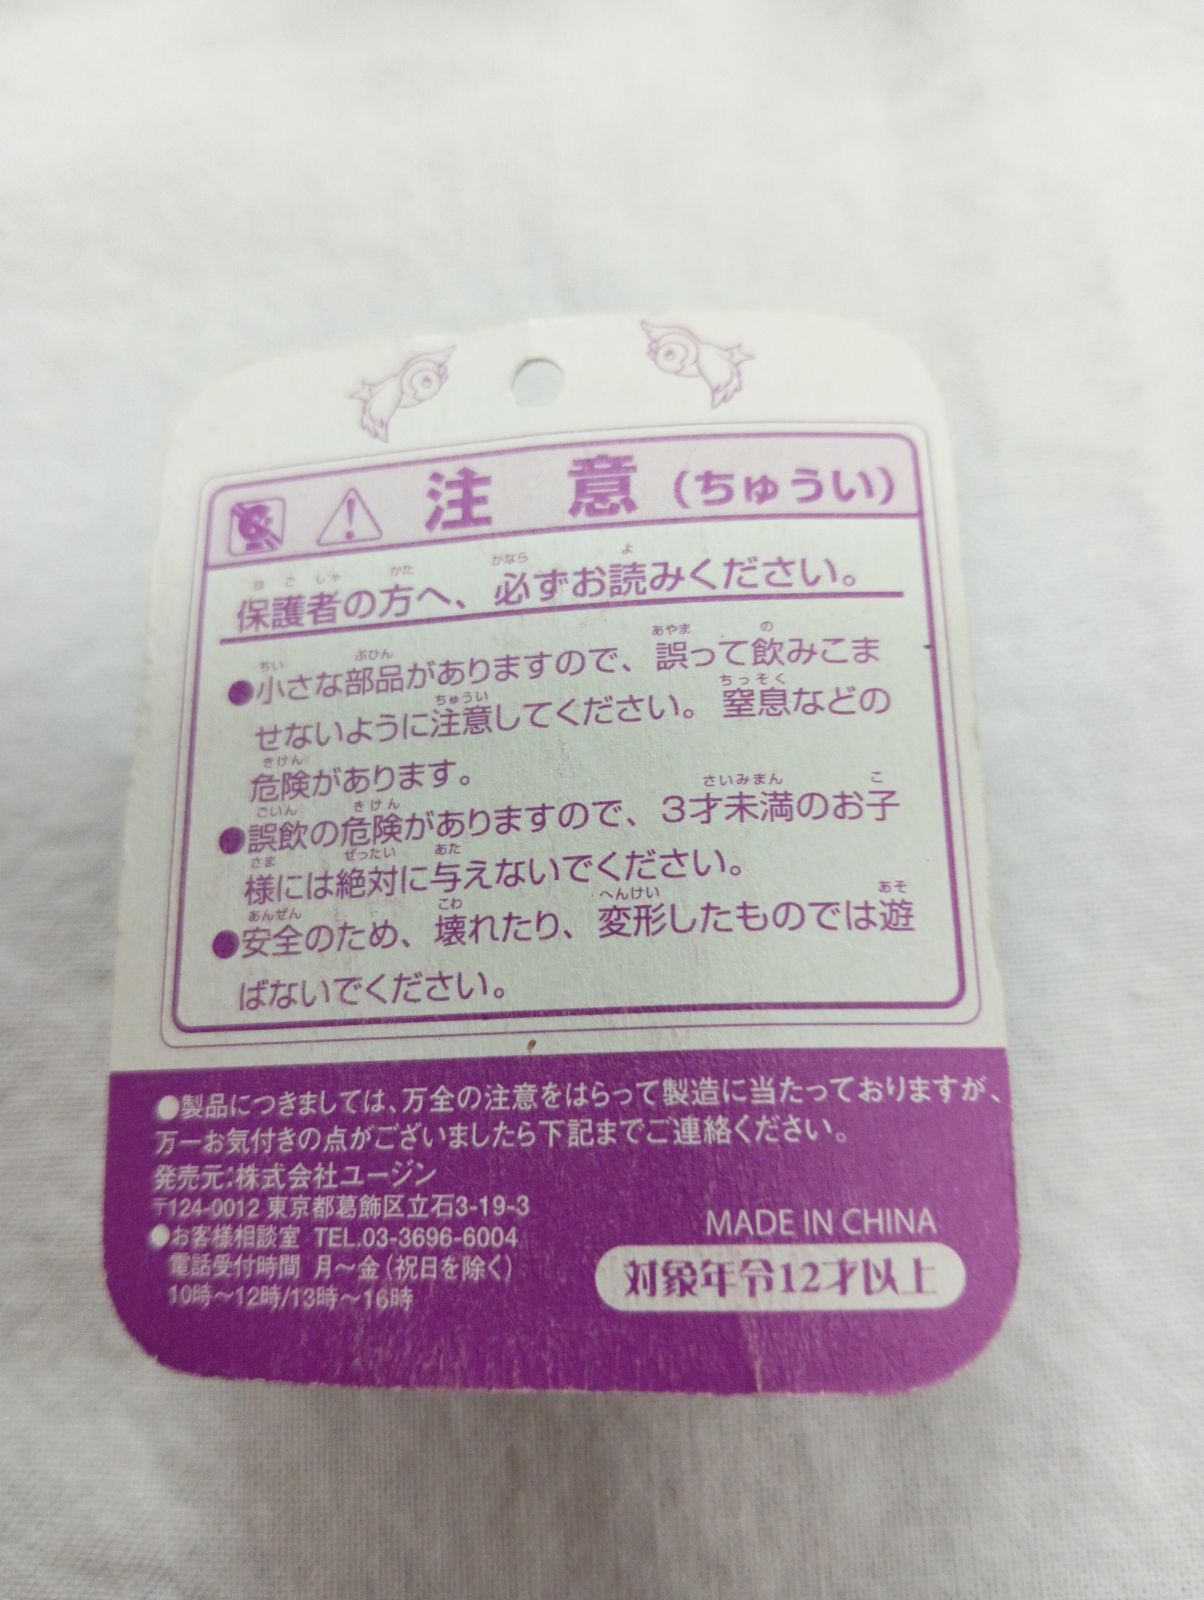 注 意 (ちゅうい)
保護者の方へ、必ずお読みください。
●小さな部品がありますので、誤って飲みこま
せないように注意してください。窒息などの
危険があります。
●誤飲の危険がありますので、3才未満のお子
様には絶対に与えないでください。
●安全のため、壊れたり、変形したものでは遊
ばないでください。
●製品につきましては、万全の注意をはらって製造に当たっておりますが、
万一お気付きの点がございましたら下記までご連絡ください。
発売元:株式会社ユージン
〒124-0012 東京都葛飾区立石3-19-3
●お客様相談室 TEL.03-3696-6004
電話受付時間 月～金(祝日を除く)
10時～12時/13時～16時
MADE IN CHINA
対象年令12才以上